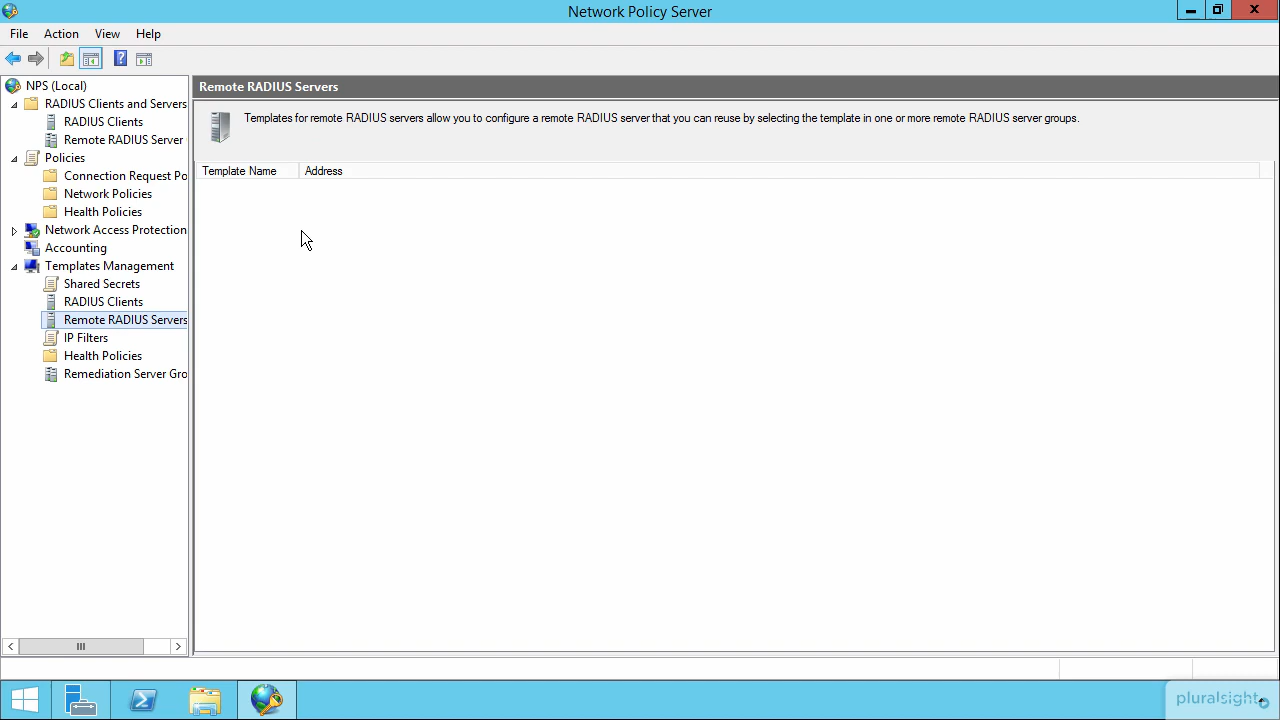 Network Policy Server
File Action View Help
NPS (Local)
RADIUS Clients and Servers
RADIUS Clients
Remote RADIUS Server
Policies
Connection Request Po
Network Policies
Health Policies
Network Access Protection
Accounting
Templates Management
Shared Secrets
RADIUS Clients
Remote RADIUS Servers
IP Filters
Health Policies
Remediation Server Gro
Remote RADIUS Servers
Templates for remote RADIUS servers allow you to configure a remote RADIUS server that you can reuse by selecting the template in one or more remote RADIUS server groups.
Template Name Address
pluralsight